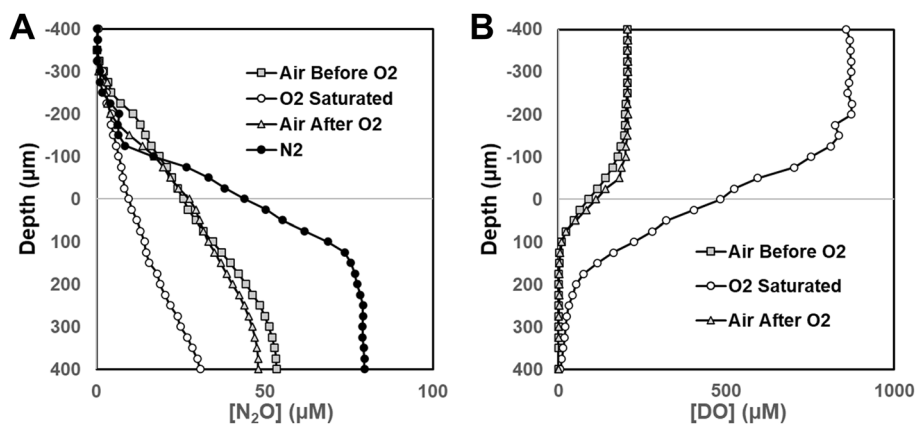 A
-400
-300
-200
-100
0
100
200
300
400
Depth (µm)
Air Before O2
O2 Saturated
Air After O2
N2
0
50
100
[N₂O] (µM)
B
-400
-300
-200
-100
0
100
200
300
400
Depth (µm)
Air Before O2
O2 Saturated
Air After O2
0
500
1000
[DO] (µM)